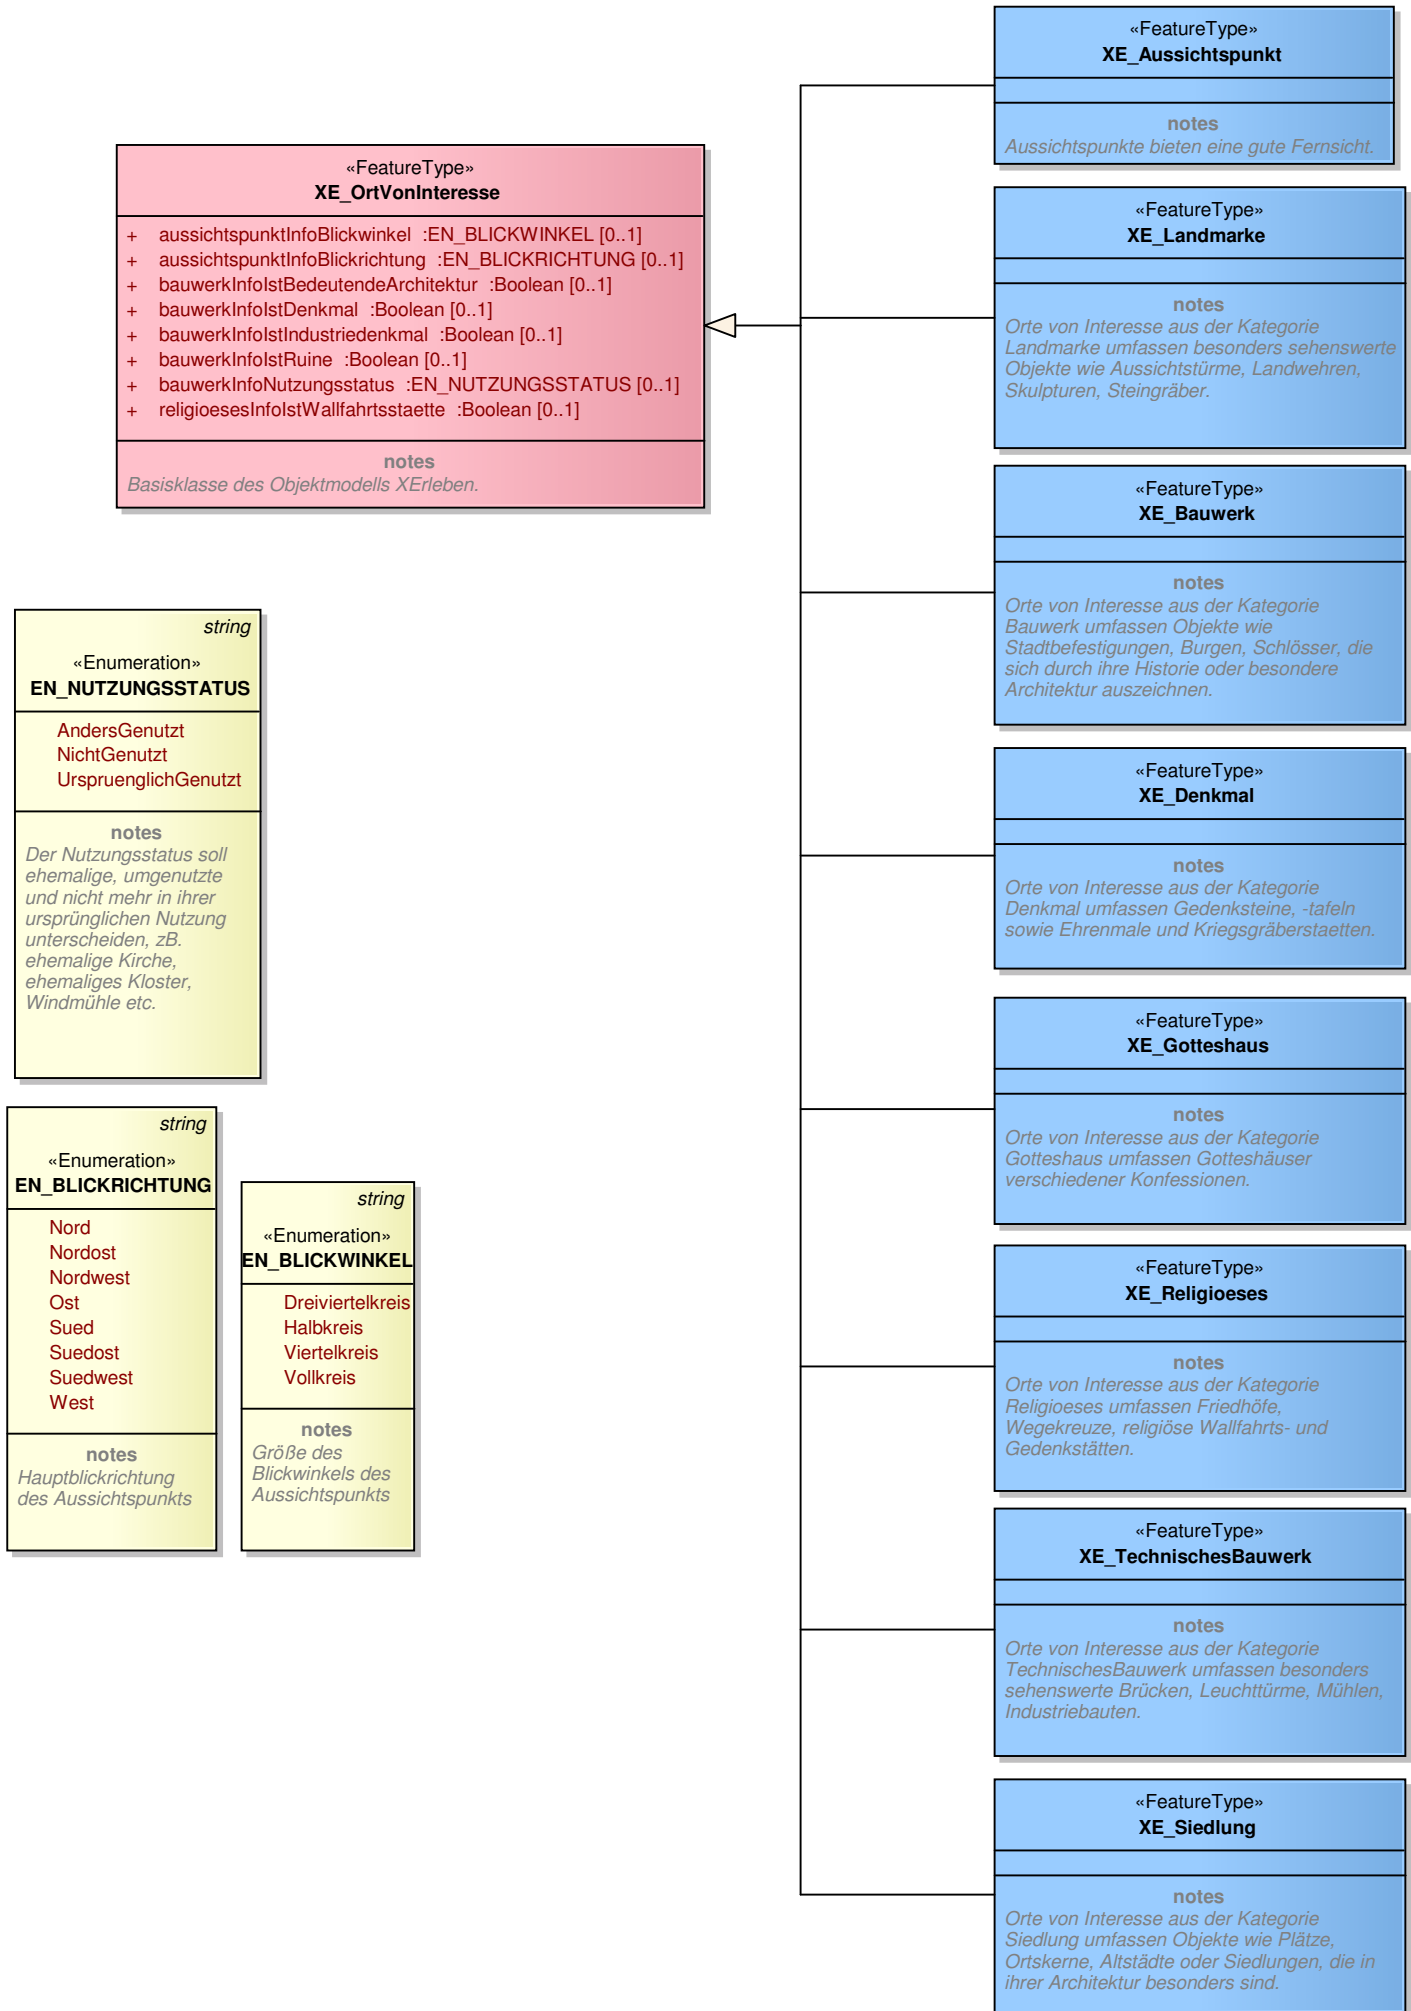 «FeatureType»
XE_OrtVonInteresse
+ aussichtspunktInfoBlickwinkel :EN_BLICKWINKEL [0..1]
+ aussichtspunktInfoBlickrichtung :EN_BLICKRICHTUNG [0..1]
+ bauwerkInfoIstBedeutendeArchitektur :Boolean [0..1]
+ bauwerkInfoIstDenkmal :Boolean [0..1]
+ bauwerkInfoIstIndustriedenkmal :Boolean [0..1]
+ bauwerkInfoIstRuine :Boolean [0..1]
+ bauwerkInfoNutzungsstatus :EN_NUTZUNGSSTATUS [0..1]
+ religioesesInfoIstWallfahrtsstaette :Boolean [0..1]
notes
Basisklasse des Objektmodells XErleben.
string
«Enumeration»
EN_NUTZUNGSSTATUS
AndersGenutzt
NichtGenutzt
UrspruenglichGenutzt
notes
Der Nutzungsstatus soll
ehemalige, umgenutzte
und nicht mehr in ihrer
ursprünglichen Nutzung
unterscheiden, zB.
ehemalige Kirche,
ehemaliges Kloster,
Windmühle etc.
string
«Enumeration»
EN_BLICKRICHTUNG
Nord
Nordost
Nordwest
Ost
Sued
Suedost
Suedwest
West
notes
Hauptblickrichtung
des Aussichtspunkts
string
«Enumeration»
EN_BLICKWINKEL
Dreiviertelkreis
Halbkreis
Viertelkreis
Vollkreis
notes
Größe des
Blickwinkels des
Aussichtspunkts
«FeatureType»
XE_Aussichtspunkt
notes
Aussichtspunkte bieten eine gute Fernsicht.
«FeatureType»
XE_Landmarke
notes
Orte von Interesse aus der Kategorie
Landmarke umfassen besonders sehenswerte
Objekte wie Aussichtstürme, Landwehren,
Skulpturen, Steingräber.
«FeatureType»
XE_Bauwerk
notes
Orte von Interesse aus der Kategorie
Bauwerk umfassen Objekte wie
Stadtbefestigungen, Burgen, Schlösser, die
sich durch ihre Historie oder besondere
Architektur auszeichnen.
«FeatureType»
XE_Denkmal
notes
Orte von Interesse aus der Kategorie
Denkmal umfassen Gedenksteine, -tafeln
sowie Ehrenmale und Kriegsgräberstaetten.
«FeatureType»
XE_Gotteshaus
notes
Orte von Interesse aus der Kategorie
Gotteshaus umfassen Gotteshäuser
verschiedener Konfessionen.
«FeatureType»
XE_Religioeses
notes
Orte von Interesse aus der Kategorie
Religioeses umfassen Friedhöfe,
Wegekreuze, religiöse Wallfahrts- und
Gedenkstätten.
«FeatureType»
XE_TechnischesBauwerk
notes
Orte von Interesse aus der Kategorie
TechnischesBauwerk umfassen besonders
sehenswerte Brücken, Leuchttürme, Mühlen,
Industriebauten.
«FeatureType»
XE_Siedlung
notes
Orte von Interesse aus der Kategorie
Siedlung umfassen Objekte wie Plätze,
Ortskerne, Altstädte oder Siedlungen, die in
ihrer Architektur besonders sind.